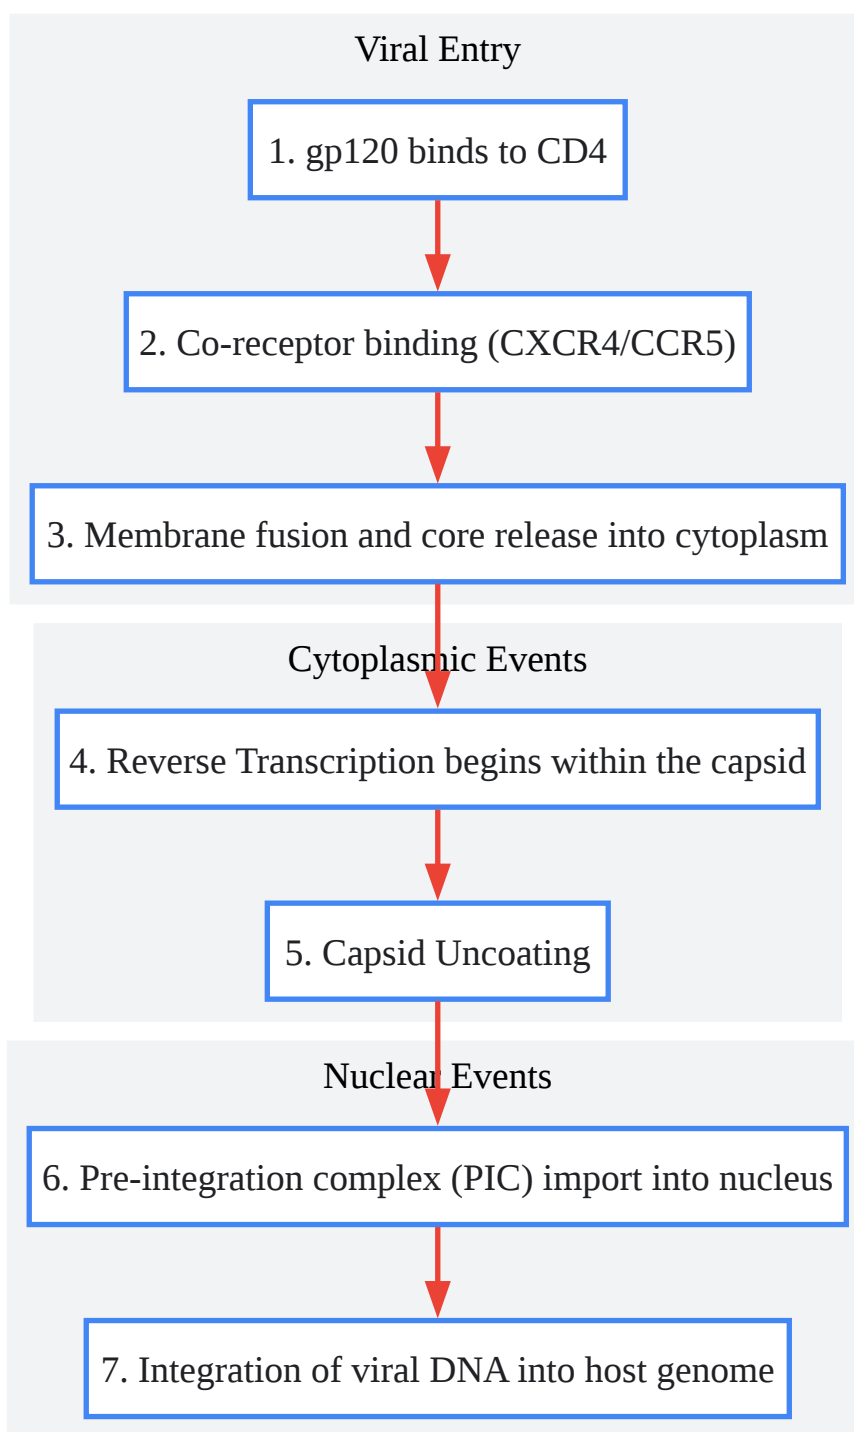 Viral Entry
1. gp120 binds to CD4
2. Co-receptor binding (CXCR4/CCR5)
3. Membrane fusion and core release into cytoplasm
Cytoplasmic Events
4. Reverse Transcription begins within the capsid
5. Capsid Uncoating
Nuclear Events
6. Pre-integration complex (PIC) import into nucleus
7. Integration of viral DNA into host genome